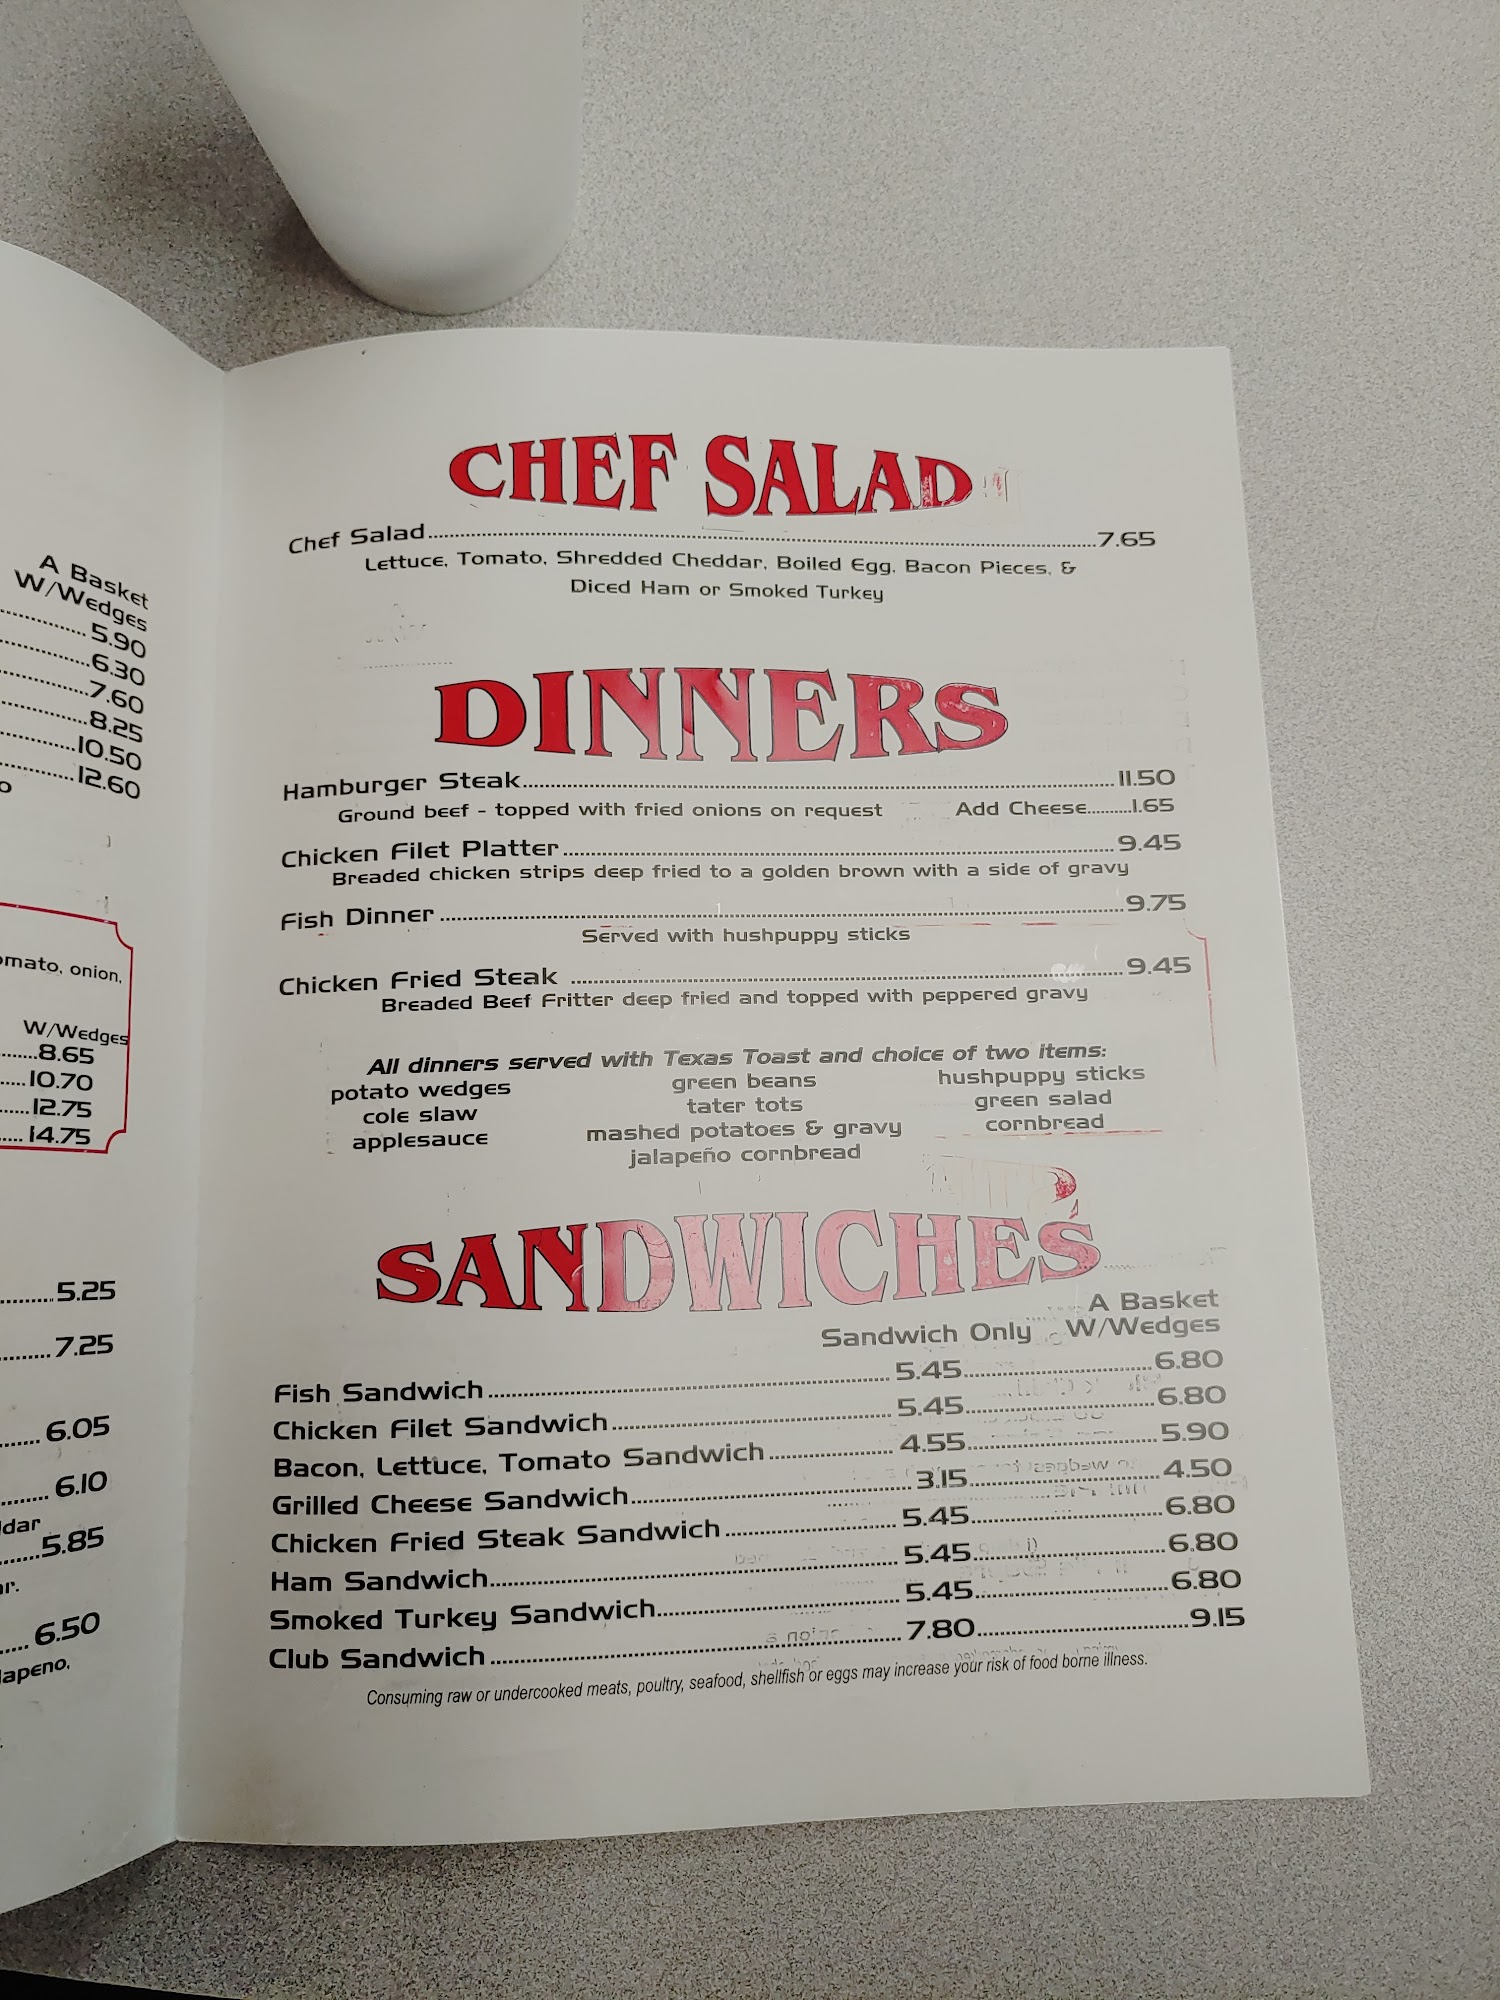 A Basket
W/Wedges
5.90
6.30
7.60
8.25
10.50
12.60
omato, onion,
W/Wedges
8.65
10.70
12.75
14.75
5.25
7.25
6.05
6.10
5.85
6.50
CHEF SALAD
Chef Salad 7.65
Lettuce, Tomato, Shredded Cheddar, Boiled Egg, Bacon Pieces, &
Diced Ham or Smoked Turkey
DINNERS
Hamburger Steak 11.50
Ground beef - topped with fried onions on request Add Cheese 1.65
Chicken Filet Platter 9.45
Breaded chicken strips deep fried to a golden brown with a side of gravy
Fish Dinner 9.75
Served with hushpuppy sticks
Chicken Fried Steak 9.45
Breaded Beef Fritter deep fried and topped with peppered gravy
All dinners served with Texas Toast and choice of two items:
potato wedges green beans hushpuppy sticks
cole slaw tater tots green salad
applesauce mashed potatoes & gravy cornbread
jalapeño cornbread
SANDWICHES
A Basket
Sandwich Only W/Wedges
Fish Sandwich 5.45 6.80
Chicken Filet Sandwich 5.45 6.80
Bacon, Lettuce, Tomato Sandwich 4.55 5.90
Grilled Cheese Sandwich 3.15 4.50
Chicken Fried Steak Sandwich 5.45 6.80
Ham Sandwich 5.45 6.80
Smoked Turkey Sandwich 5.45 6.80
Club Sandwich 7.80 9.15
Consuming raw or undercooked meats, poultry, seafood, shellfish or eggs may increase your risk of food borne illness.